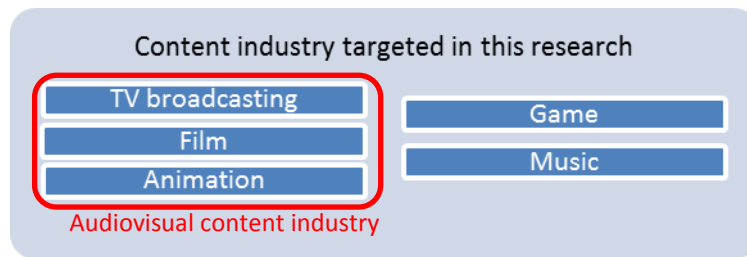 Content industry targeted in this research
TV broadcasting
Film
Animation
Audiovisual content industry
Game
Music